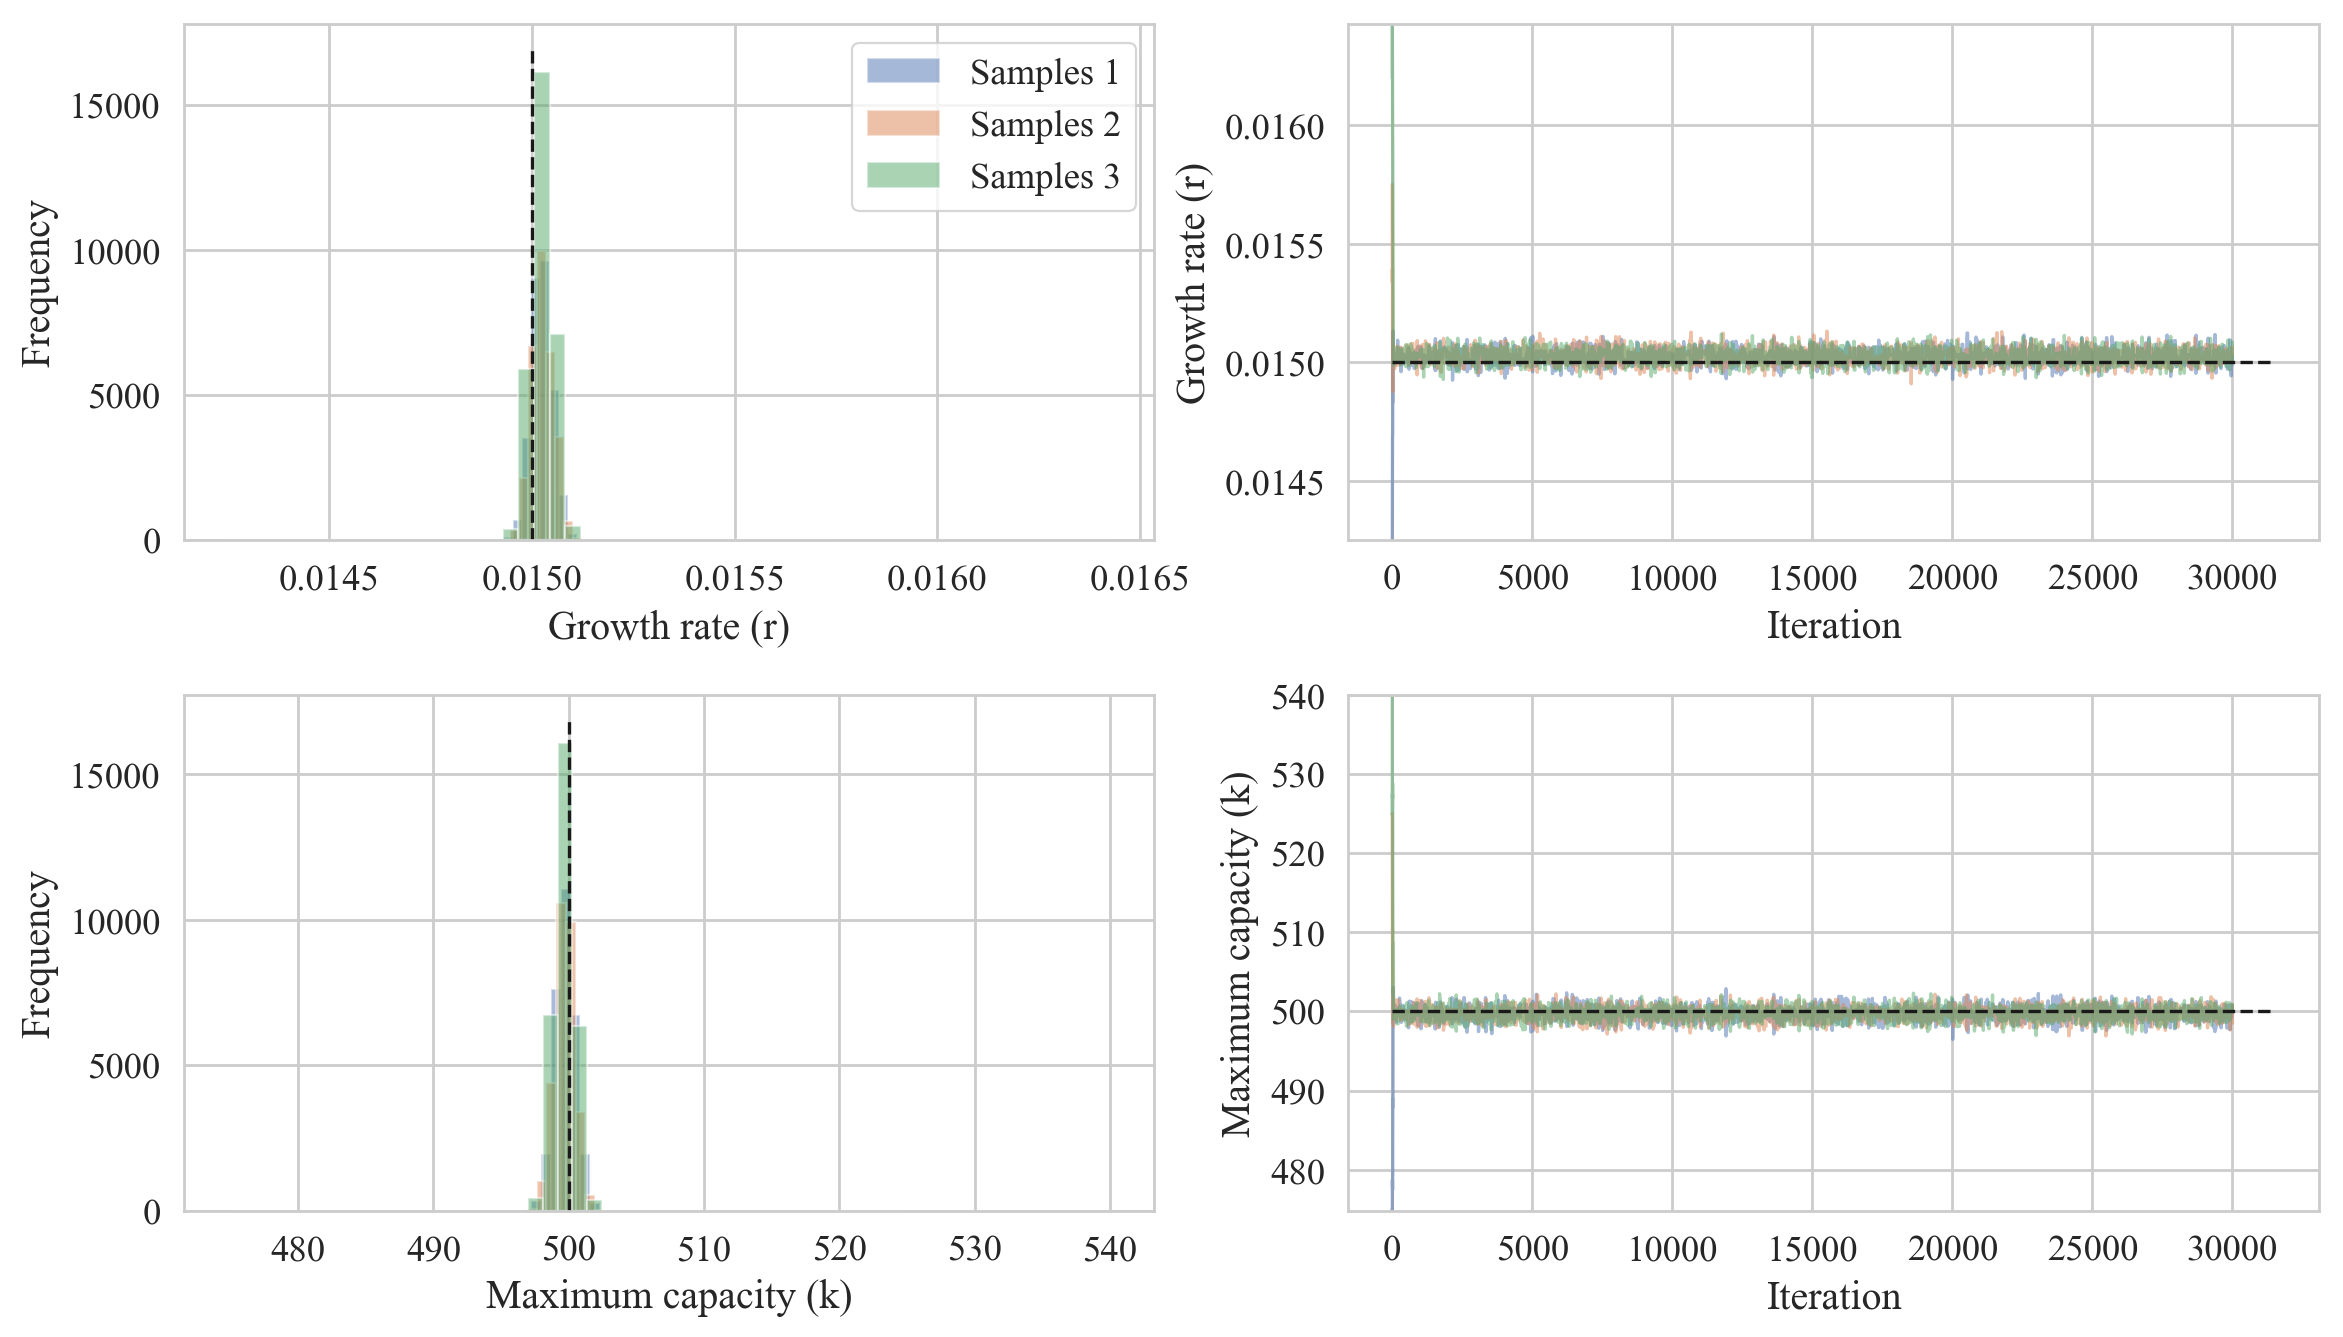 Samples 1
Samples 2
Samples 3
Frequency
15000
10000
5000
0
0.0145 0.0150 0.0155 0.0160 0.0165
Growth rate (r)
Growth rate (r)
0.0160
0.0155
0.0150
0.0145
0 5000 10000 15000 20000 25000 30000
Iteration
Frequency
15000
10000
5000
0
480 490 500 510 520 530 540
Maximum capacity (k)
Maximum capacity (k)
540
530
520
510
500
490
480
0 5000 10000 15000 20000 25000 30000
Iteration